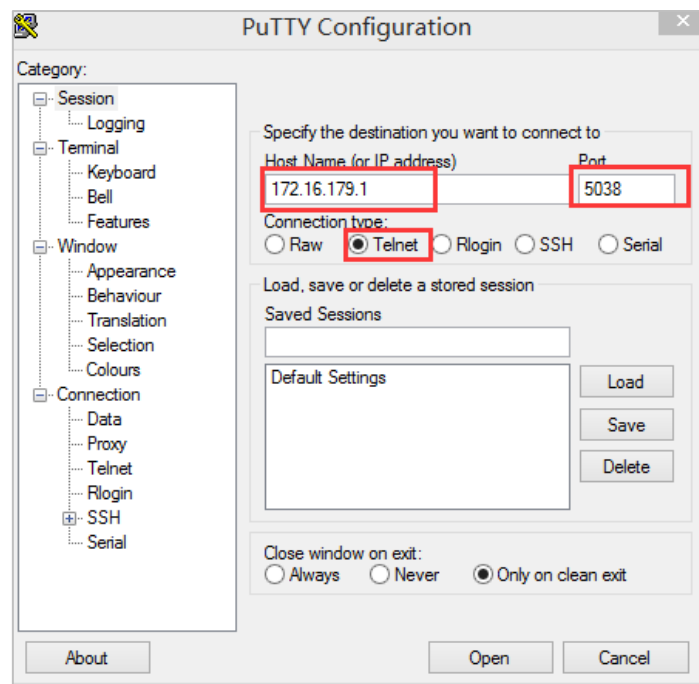 PuTTY Configuration
Category:
Session
Logging
Terminal
Keyboard
Bell
Features
Window
Appearance
Behaviour
Translation
Selection
Colours
Connection
Data
Proxy
Telnet
Rlogin
SSH
Serial
Specify the destination you want to connect to
Host Name (or IP address) Port
172.16.179.1 5038
Connection type:
Raw Telnet Rlogin SSH Serial
Load, save or delete a stored session
Saved Sessions
Default Settings
Load
Save
Delete
Close window on exit:
Always Never Only on clean exit
About Open Cancel